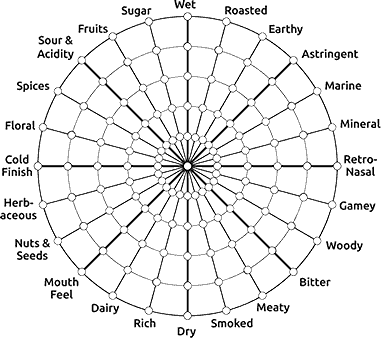 Wet
Roasted
Earthy
Astringent
Marine
Mineral
Retro-
Nasal
Gamey
Woody
Bitter
Meaty
Smoked
Dry
Rich
Dairy
Mouth
Feel
Nuts &
Seeds
Herb-
aceous
Cold
Finish
Floral
Spices
Sour &
Acidity
Fruits
Sugar